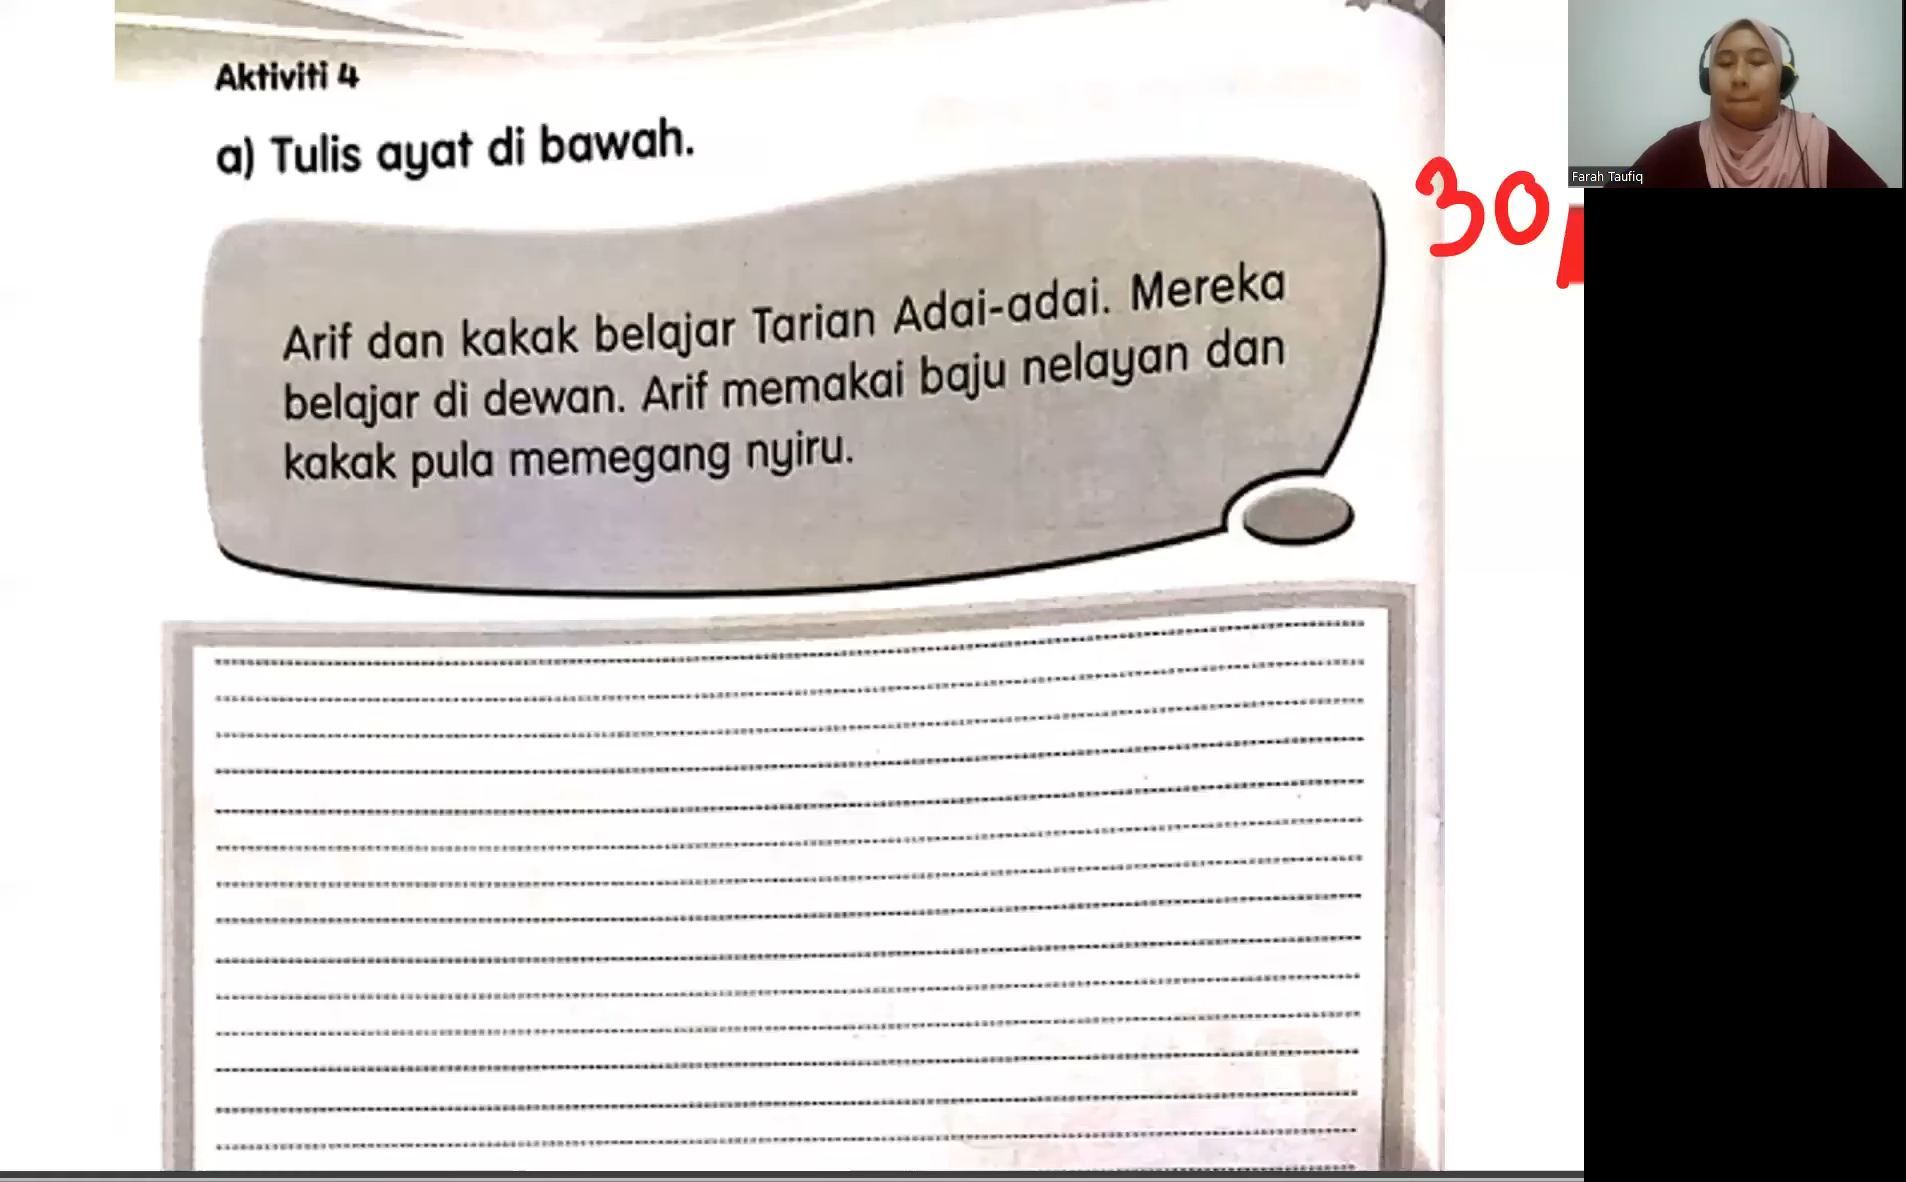 Aktiviti 4
a) Tulis ayat di bawah.
Arif dan kakak belajar Tarian Adai-adai. Mereka
belajar di dewan. Arif memakai baju nelayan dan
kakak pula memegang nyiru.
30
Farah Taufiq